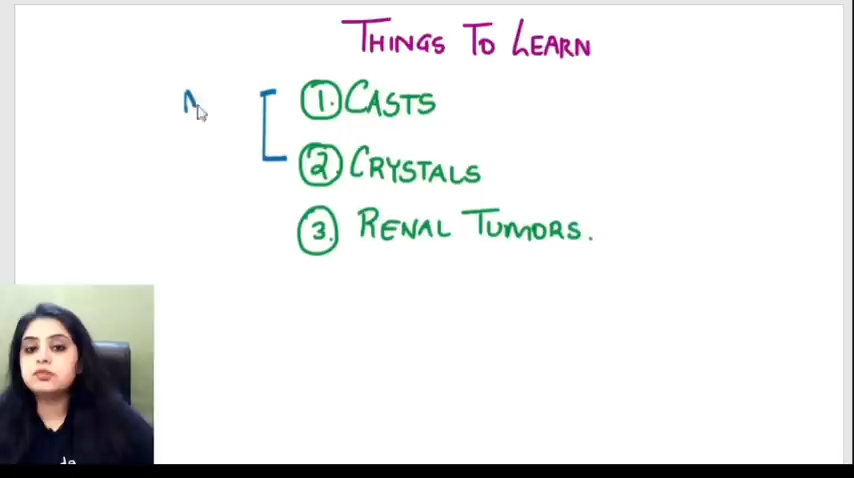 THINGS TO LEARN
1. CASTS
2. CRYSTALS
3. RENAL TUMORS.